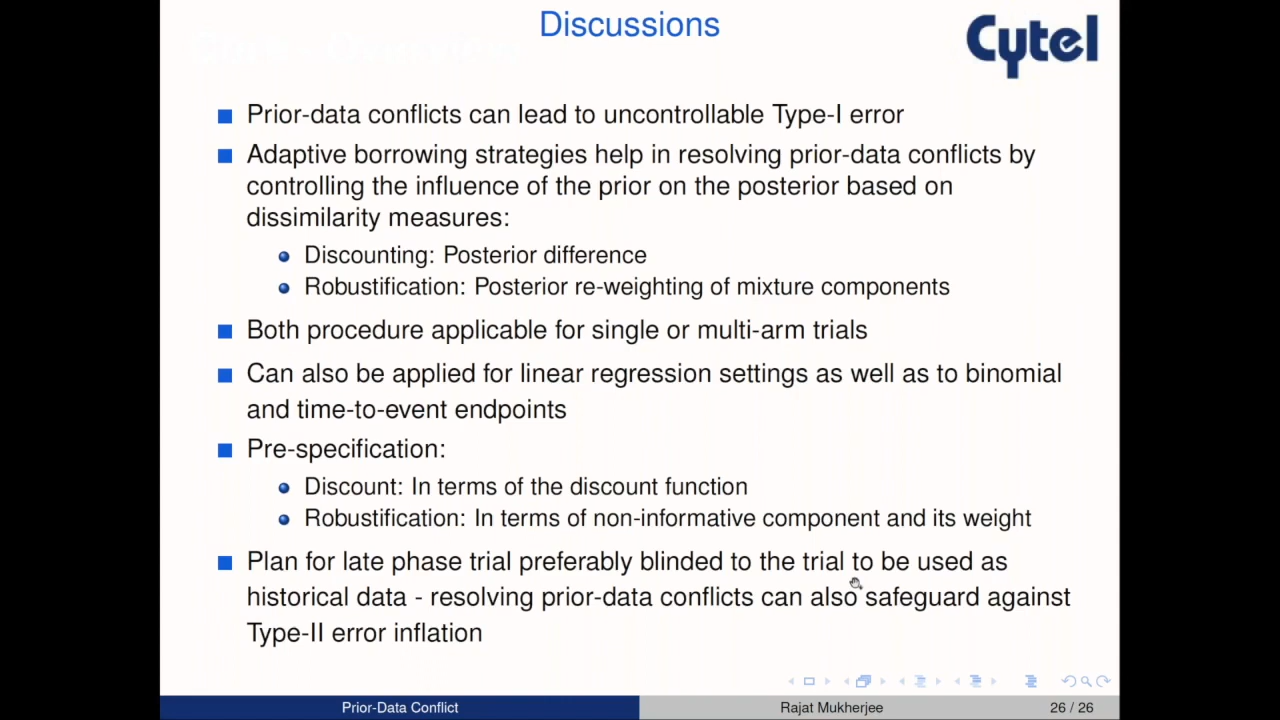 Discussions
Cytel
Prior-data conflicts can lead to uncontrollable Type-I error
Adaptive borrowing strategies help in resolving prior-data conflicts by
controlling the influence of the prior on the posterior based on
dissimilarity measures:
Discounting: Posterior difference
Robustification: Posterior re-weighting of mixture components
Both procedure applicable for single or multi-arm trials
Can also be applied for linear regression settings as well as to binomial
and time-to-event endpoints
Pre-specification:
Discount: In terms of the discount function
Robustification: In terms of non-informative component and its weight
Plan for late phase trial preferably blinded to the trial to be used as
historical data - resolving prior-data conflicts can also safeguard against
Type-II error inflation
Prior-Data Conflict
Rajat Mukherjee
26 / 26